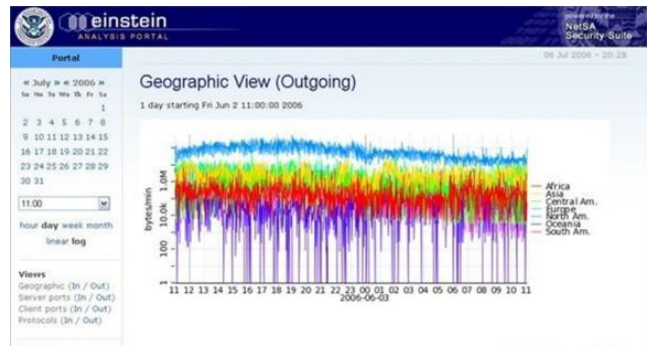 einstein
ANALYSIS PORTAL
powered by the
NetSA
Security Suite
06 Jul 2006 - 20:28
Portal
« July » « 2006 »
Su Mo Tu We Th Fr Sa
1
2 3 4 5 6 7 8
9 10 11 12 13 14 15
16 17 18 19 20 21 22
23 24 25 26 27 28 29
30 31
11:00
hour day week month
linear log
Views
Geographic (In / Out)
Server ports (In / Out)
Client ports (In / Out)
Protocols (In / Out)
Geographic View (Outgoing)
1 day starting Fri Jun 2 11:00:00 2006
bytes/min
1.0M
10.0k
100
1
11 12 13 14 15 16 17 18 19 20 21 22 23 00 01 02 03 04 05 06 07 08 09 10 11
2006-06-03
Africa
Asia
Central Am.
Europe
North Am.
Oceania
South Am.